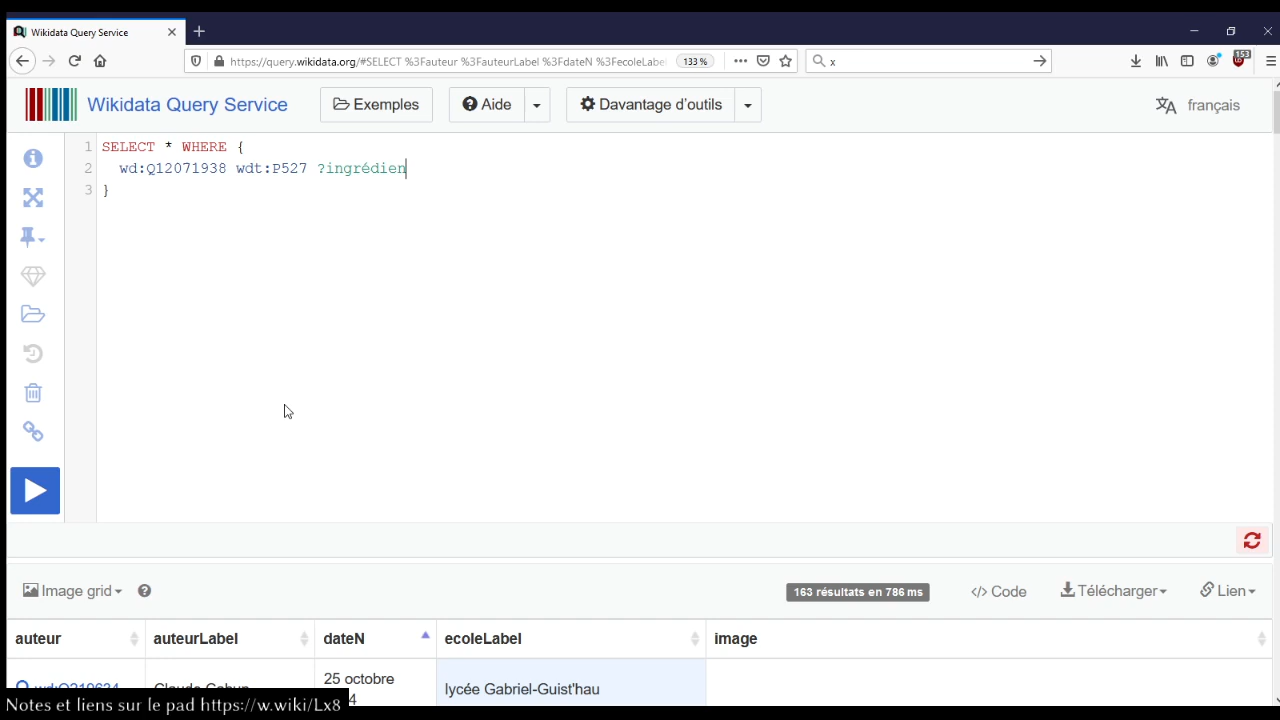 Wikidata Query Service
https://query.wikidata.org/#SELECT %3Fauteur %3FauteurLabel %3FdateN %3FecoleLabe
133 %
x
153
Wikidata Query Service
Exemples
Aide
Davantage d'outils
français
1 SELECT * WHERE {
2 wd:Q12071938 wdt:P527 ?ingrédien
3 }
Image grid
163 résultats en 786 ms
</> Code
Télécharger
Lien
auteur auteurLabel dateN ecoleLabel image
25 octobre
lycée Gabriel-Guist'hau
4
Notes et liens sur le pad https://w.wiki/Lx8